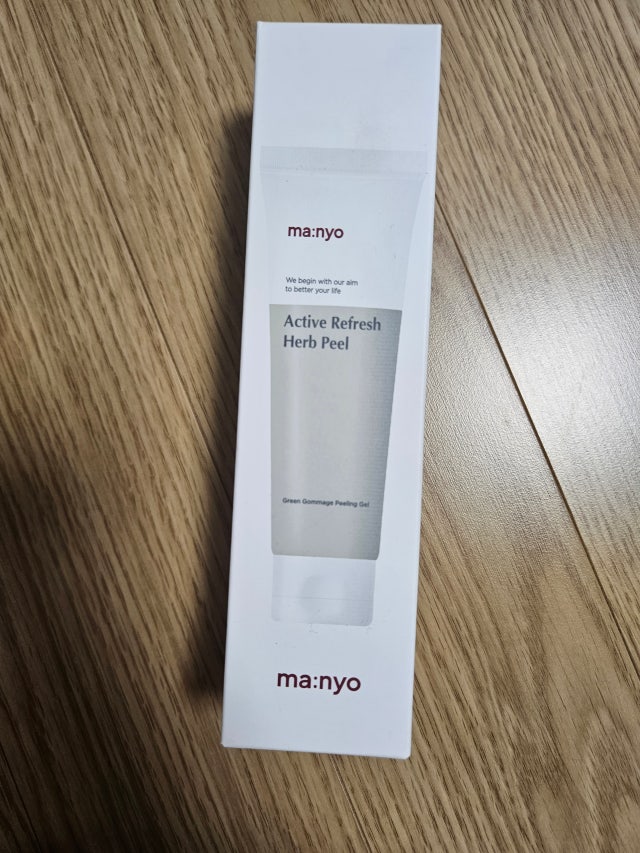 ma:nyo
We begin with our aim
to better your life
Active Refresh
Herb Peel
Green Gommage Peeling Gel
ma:nyo